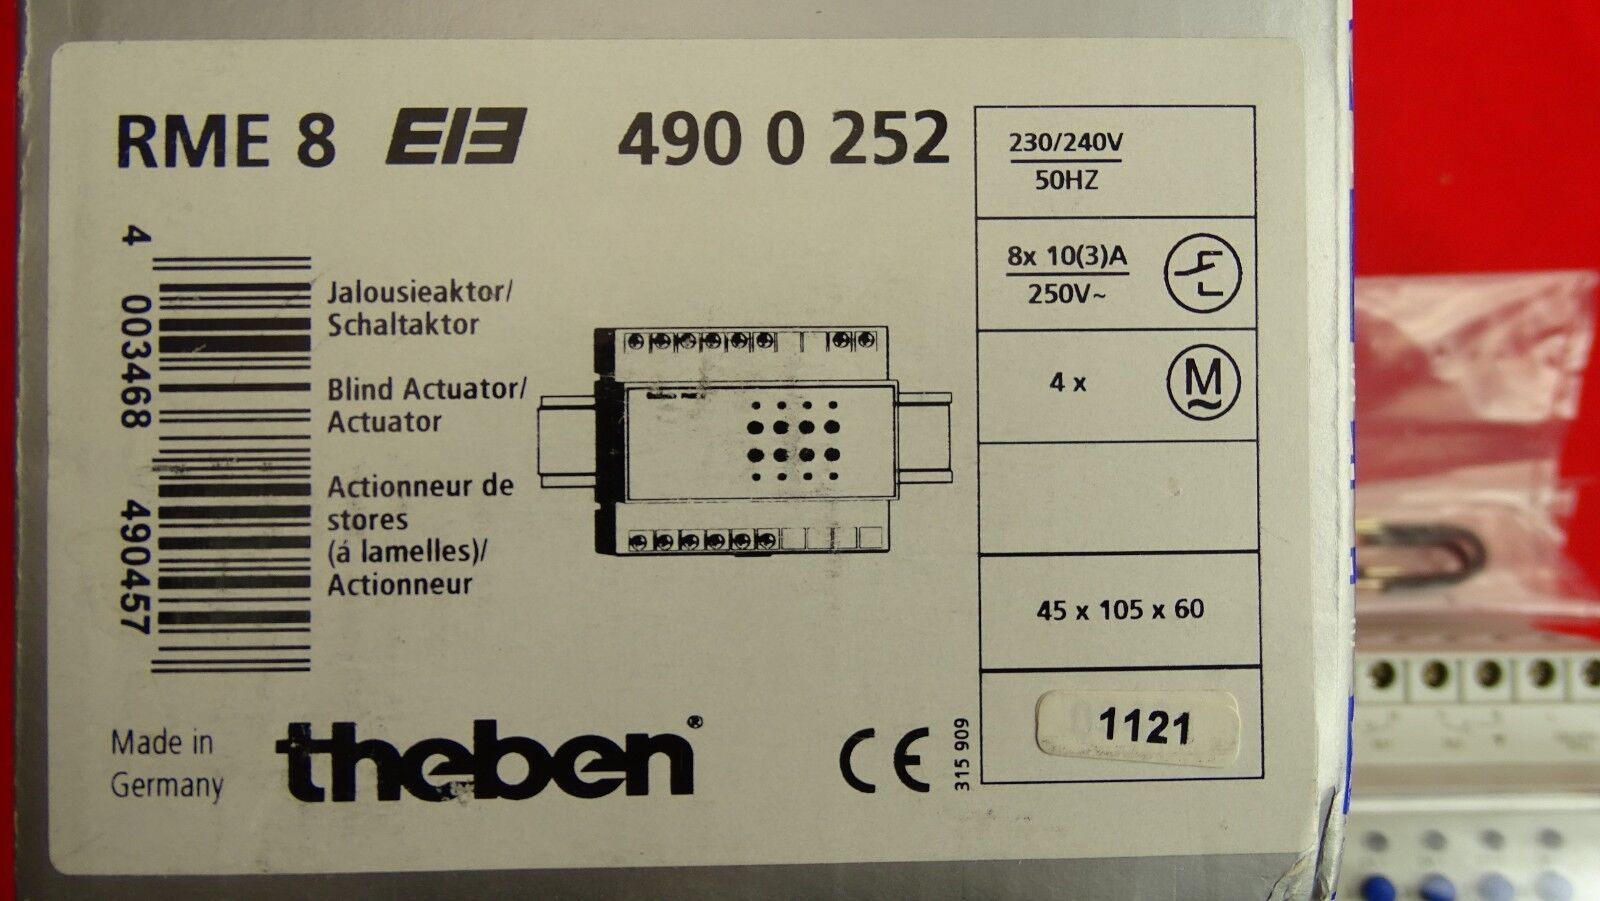 RME 8 EIB 490 0 252
4 003468 490457
Jalousieaktor/
Schaltaktor
Blind Actuator/
Actuator
Actionneur de
stores
(á lamelles)/
Actionneur
230/240V
50HZ
8x 10(3)A
250V~
4 x
M
45 x 105 x 60
1121
Made in
Germany
theben®
CE
315 909